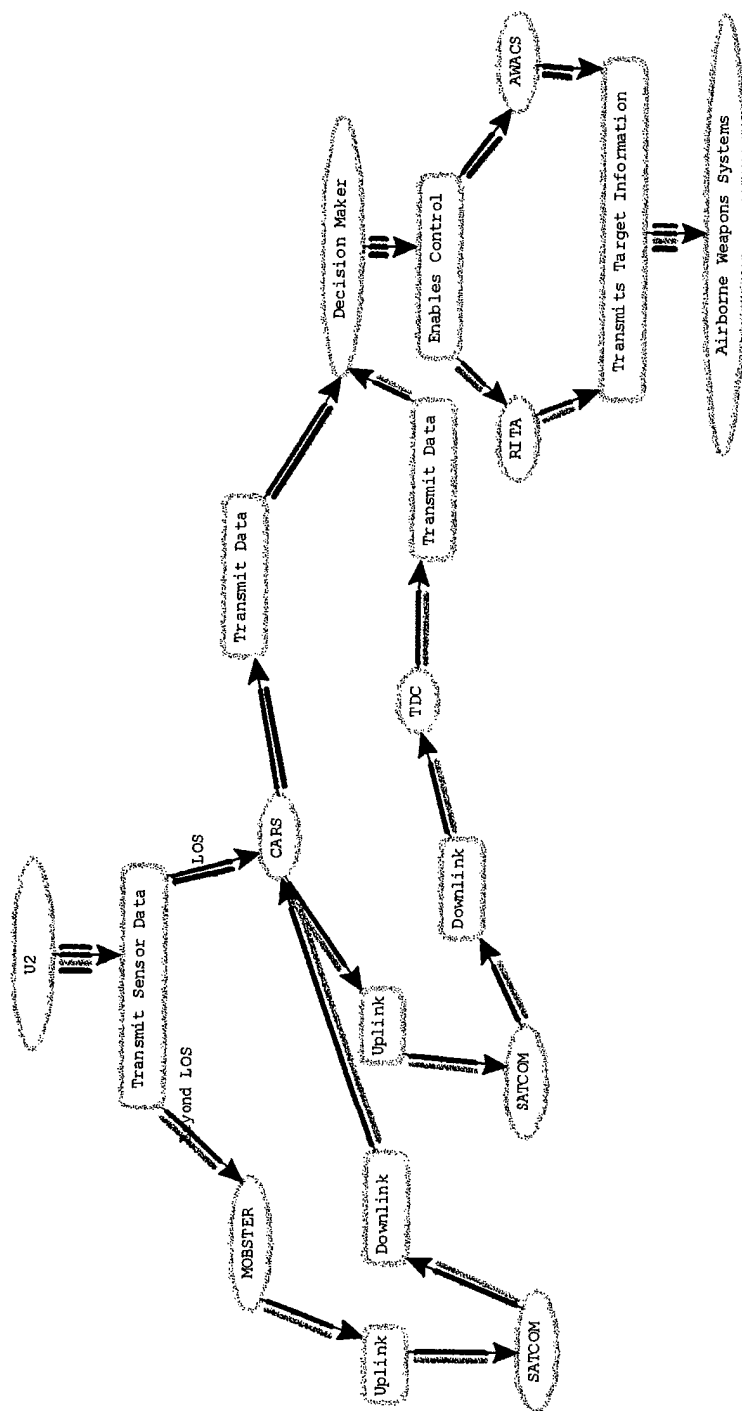 U2
Transmit Sensor Data
LOS
MOBSTER
CARS
Uplink
Downlink
Uplink
SATCOM
SATCOM
Downlink
TDC
Transmit Data
Transmit Data
Decision Maker
Enables Control
RITA
AWACS
Transmits Target Information
Airborne Weapons Systems
LOS